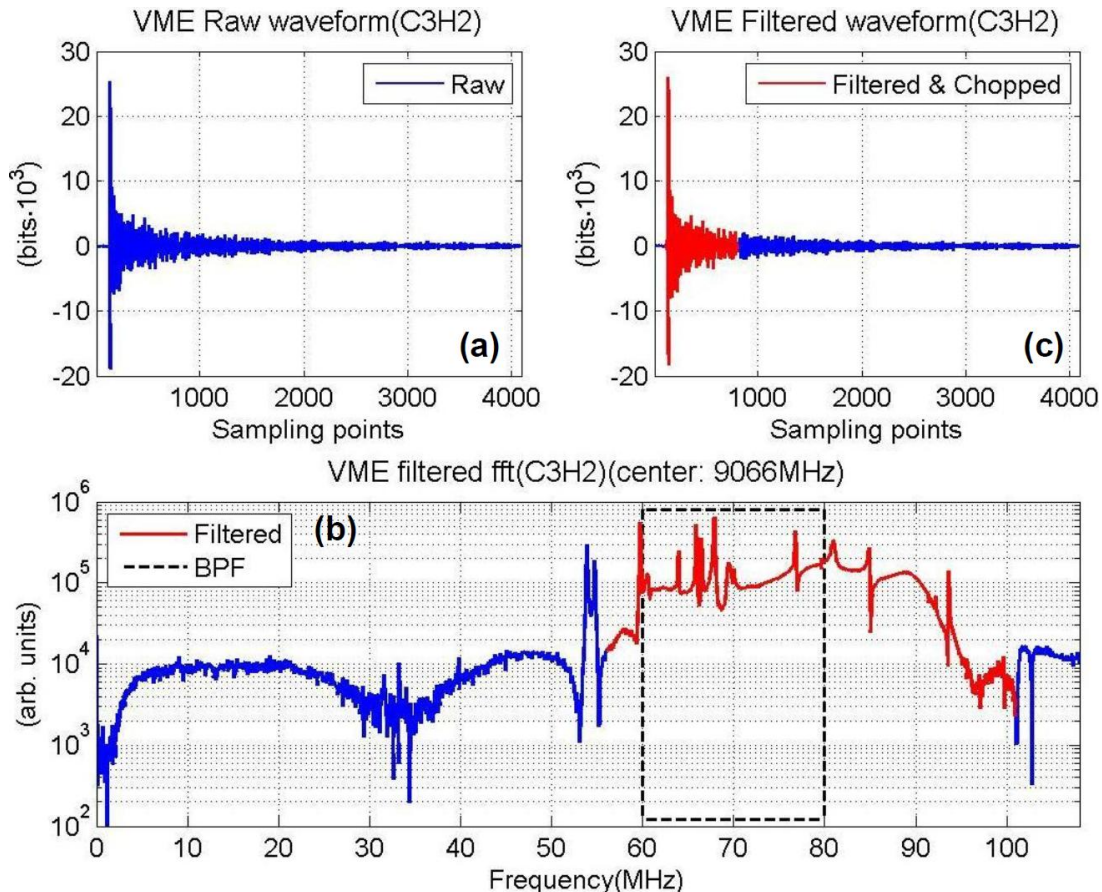 VME Raw waveform(C3H2)
30
20
10
0
-10
-20
(bits·10³)
Raw
(a)
1000 2000 3000 4000
Sampling points
VME Filtered waveform(C3H2)
30
20
10
0
-10
-20
(bits·10³)
Filtered & Chopped
(c)
1000 2000 3000 4000
Sampling points
VME filtered fft(C3H2)(center: 9066MHz)
10⁶
10⁵
10⁴
10³
10²
(arb. units)
Filtered
BPF
(b)
0 10 20 30 40 50 60 70 80 90 100
Frequency(MHz)